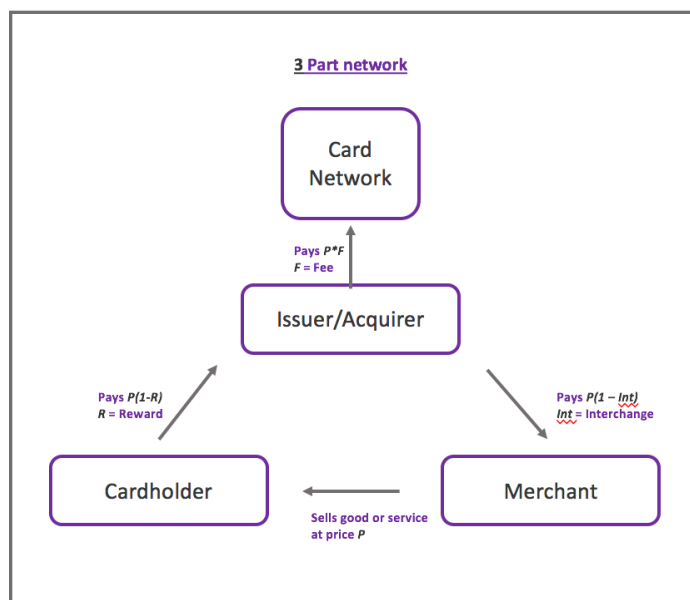 3 Part network
Card
Network
Pays P*F
F = Fee
Issuer/Acquirer
Pays P(1-R)
R = Reward
Pays P(1 – Int)
Int = Interchange
Cardholder
Merchant
Sells good or service
at price P